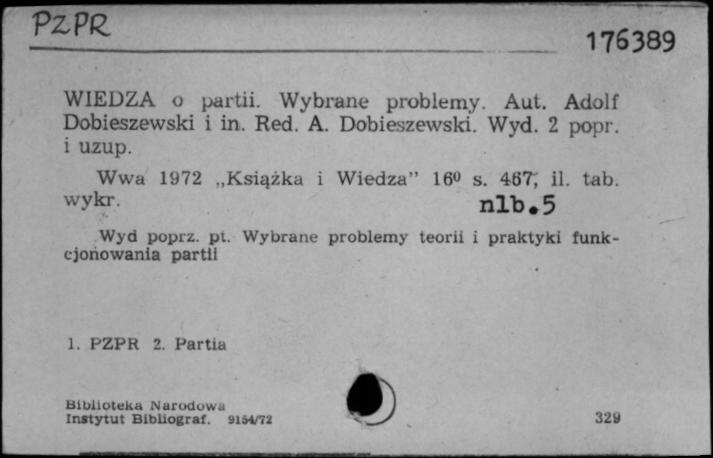 PZPR
176389
WIEDZA o partii. Wybrane problemy. Aut. Adolf
Dobieszewski i in. Red. A. Dobieszewski. Wyd. 2 popr.
i uzup.
Wwa 1972 „Książka i Wiedza” 16⁰ s. 467, il. tab.
wykr. nlb.5
Wyd poprz. pt. Wybrane problemy teorii i praktyki funk-
cjonowania partii
1. PZPR 2. Partia
Biblioteka Narodowa
Instytut Bibliograf. 9154/72 329